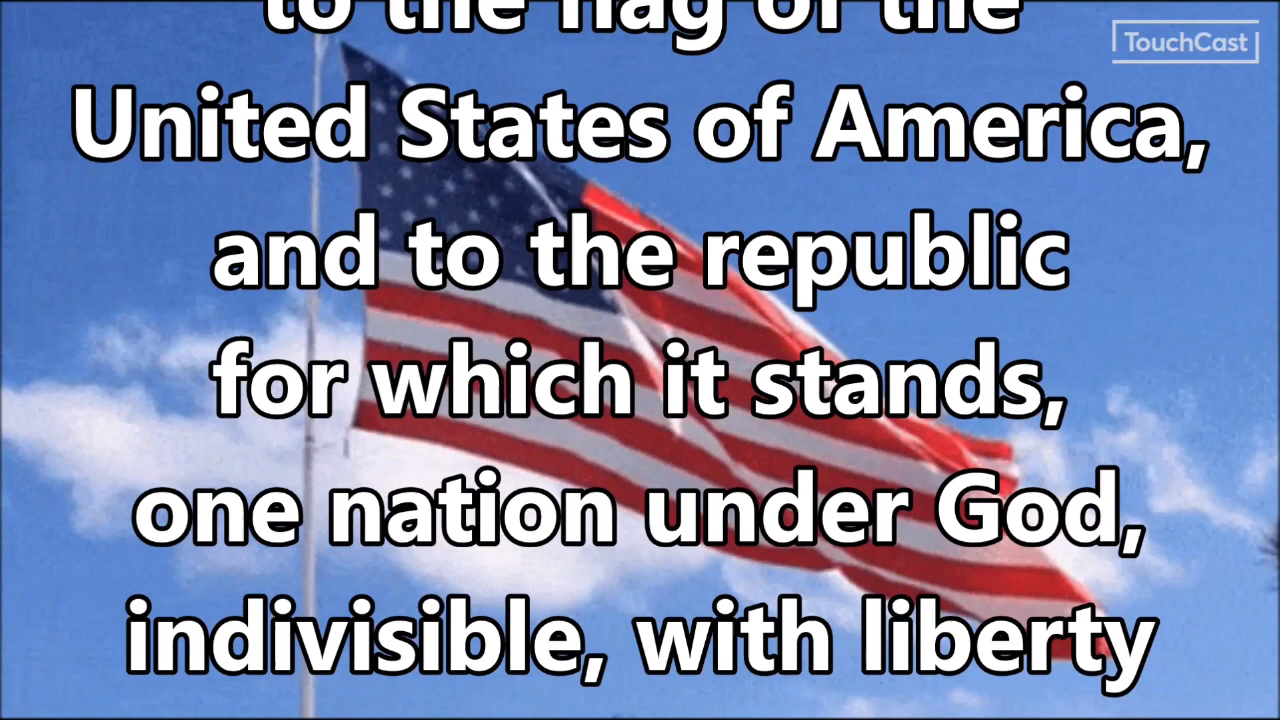 to the flag of the
TouchCast
United States of America,
and to the republic
for which it stands,
one nation under God,
indivisible, with liberty